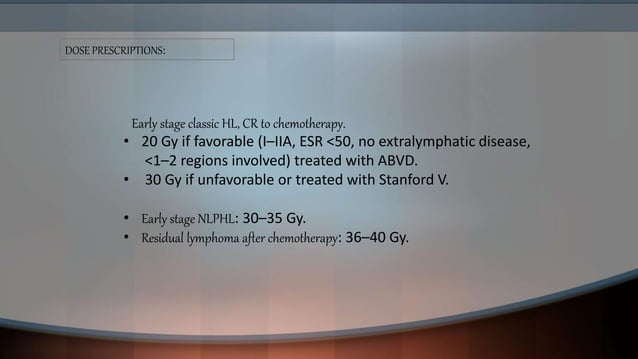 DOSE PRESCRIPTIONS:
Early stage classic HL, CR to chemotherapy.
• 20 Gy if favorable (I–IIA, ESR <50, no extralymphatic disease,
<1–2 regions involved) treated with ABVD.
• 30 Gy if unfavorable or treated with Stanford V.
• Early stage NLPHL: 30–35 Gy.
• Residual lymphoma after chemotherapy: 36–40 Gy.